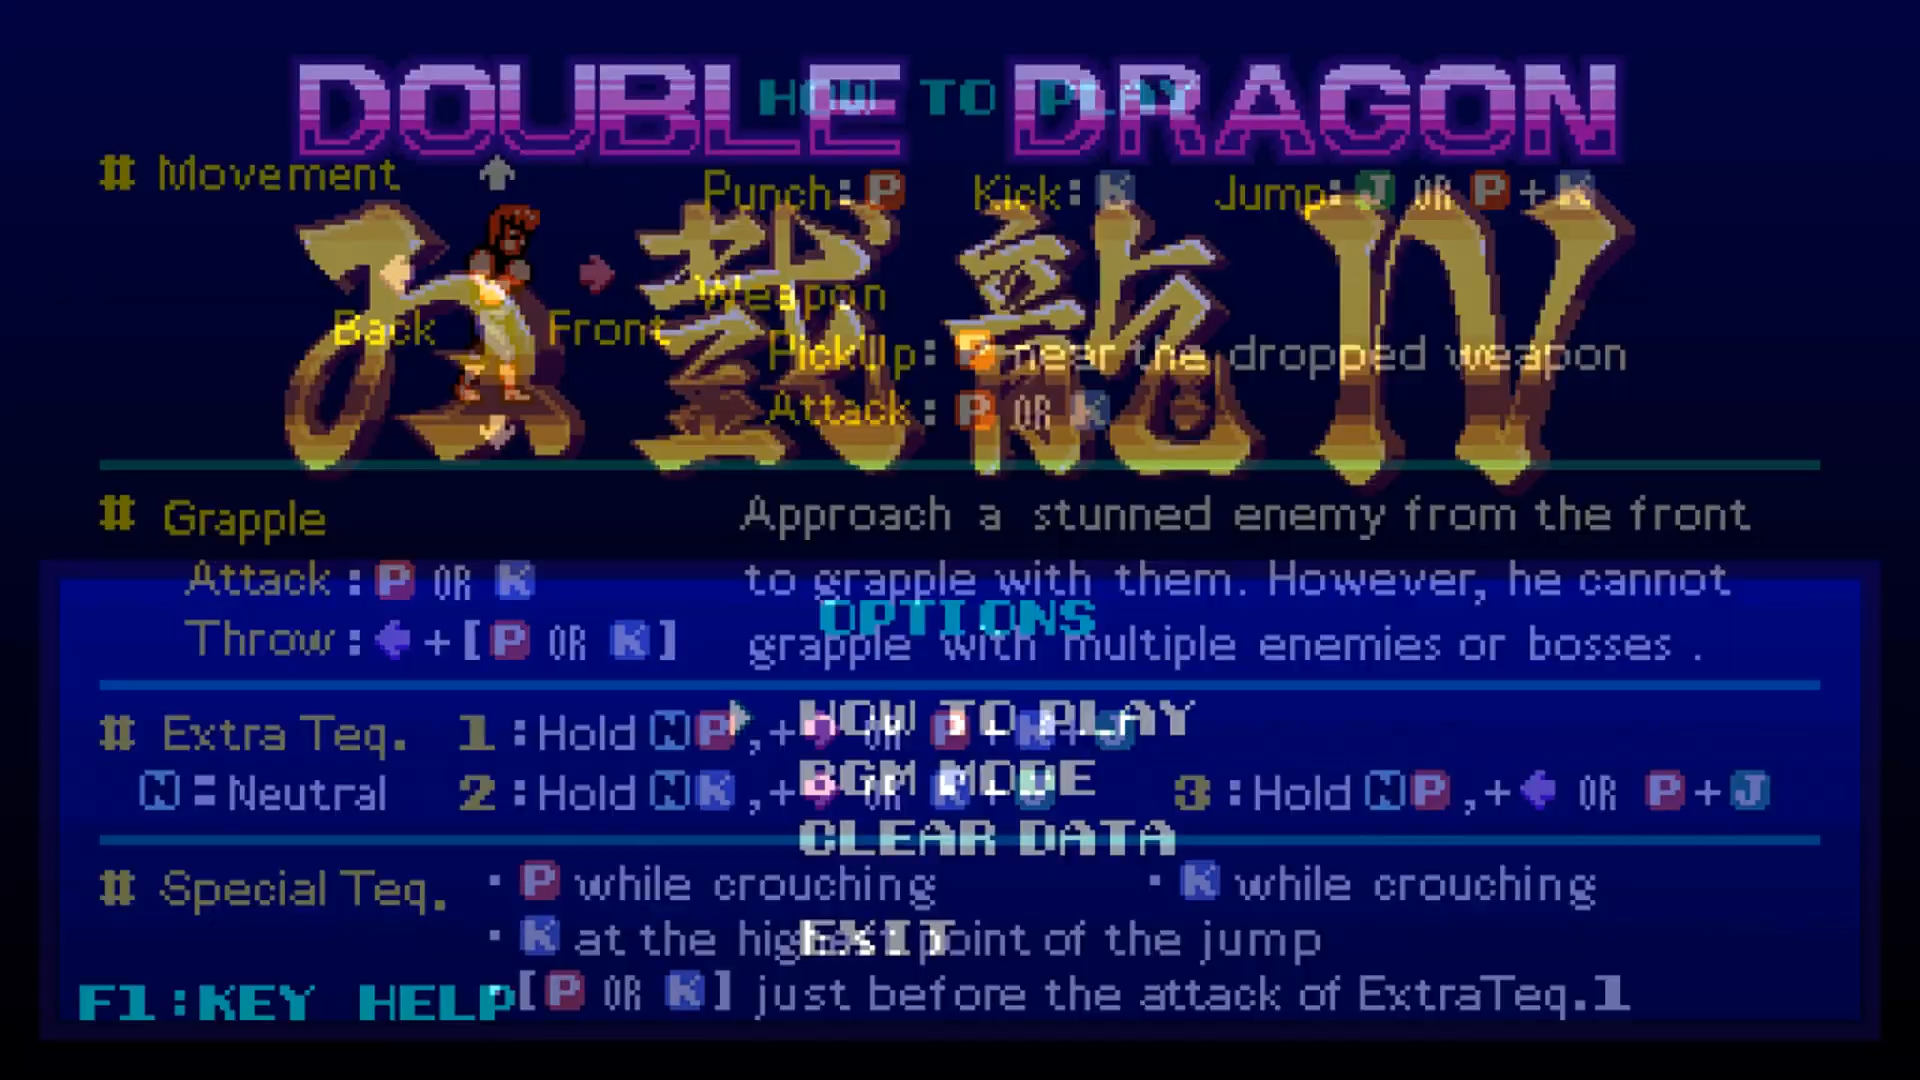 DOUBLE DRAGON
HOW TO PLAY
# Movement
Punch: P Kick: K Jump: J OR P + K
双截龍 IV
Weapon
Back Front
PickUp: P near the dropped weapon
Attack: P OR K
# Grapple
Approach a stunned enemy from the front
Attack : P OR K
to grapple with them. However, he cannot
OPTIONS
Throw : + [ P OR K ]
grapple with multiple enemies or bosses .
HOW TO PLAY
# Extra Teq. 1 : Hold N P , + OR P + K + J
BGM MODE
N = Neutral 2 : Hold N K , + OR K + J 3 : Hold N P , + OR P + J
CLEAR DATA
# Special Teq. · P while crouching · K while crouching
EXIT
· K at the highest point of the jump
· [ P OR K ] just before the attack of ExtraTeq.1
F1:KEY HELP